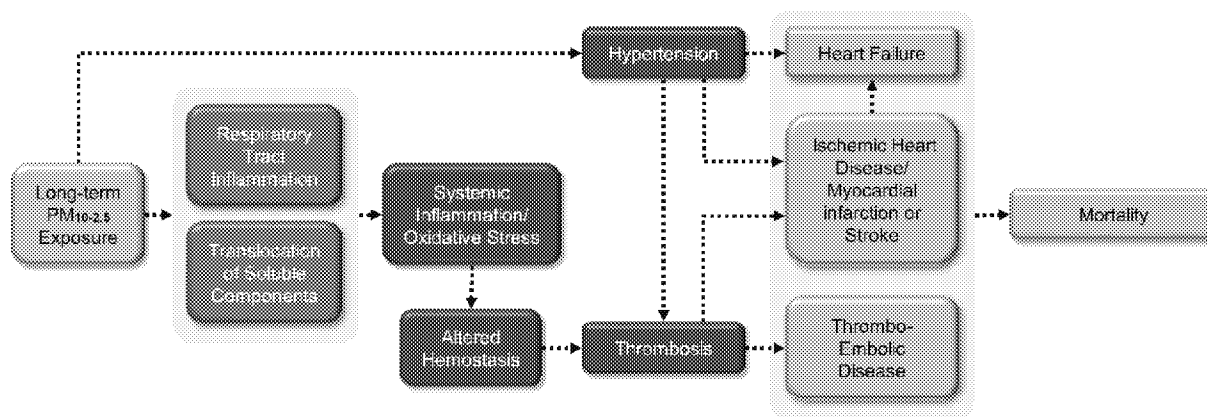 Long-term
PM10-2.5
Exposure
Respiratory
Tract
Inflammation
Translocation
of Soluble
Components
Systemic
Inflammation/
Oxidative Stress
Altered
Hemostasis
Hypertension
Thrombosis
Heart Failure
Ischemic Heart
Disease/
Myocardial
infarction or
Stroke
Thrombo-
Embolic
Disease
Mortality